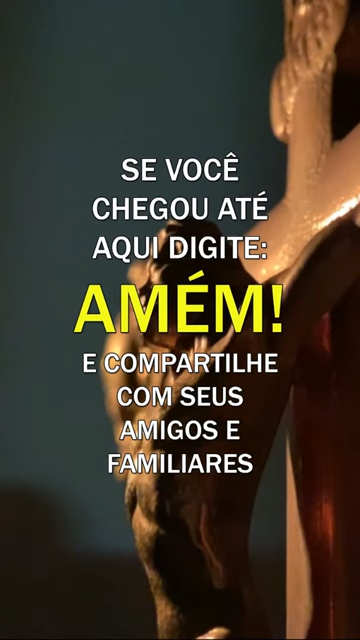 SE VOCÊ
CHEGOU ATÉ
AQUI DIGITE:
AMÉM!
E COMPARTILHE
COM SEUS
AMIGOS E
FAMILIARES